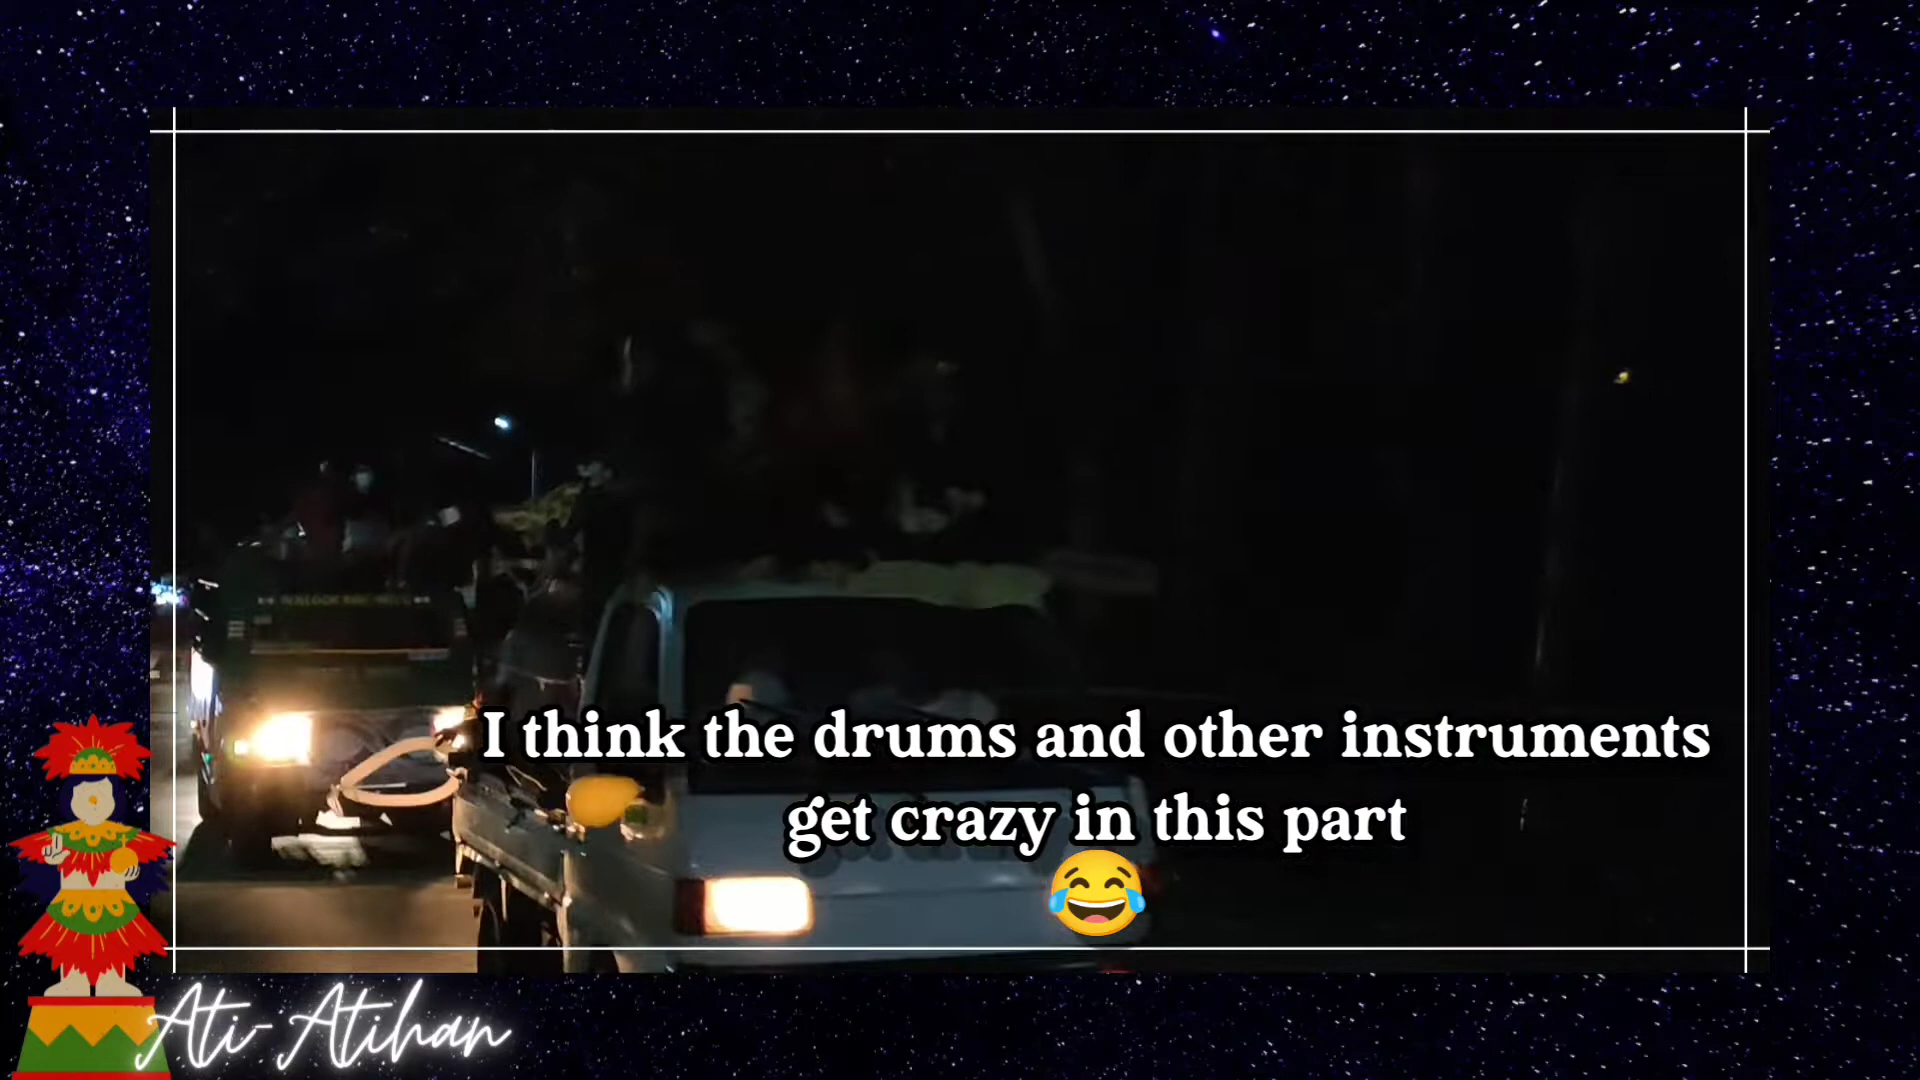 I think the drums and other instruments
get crazy in this part
😂
Ati-Atihan